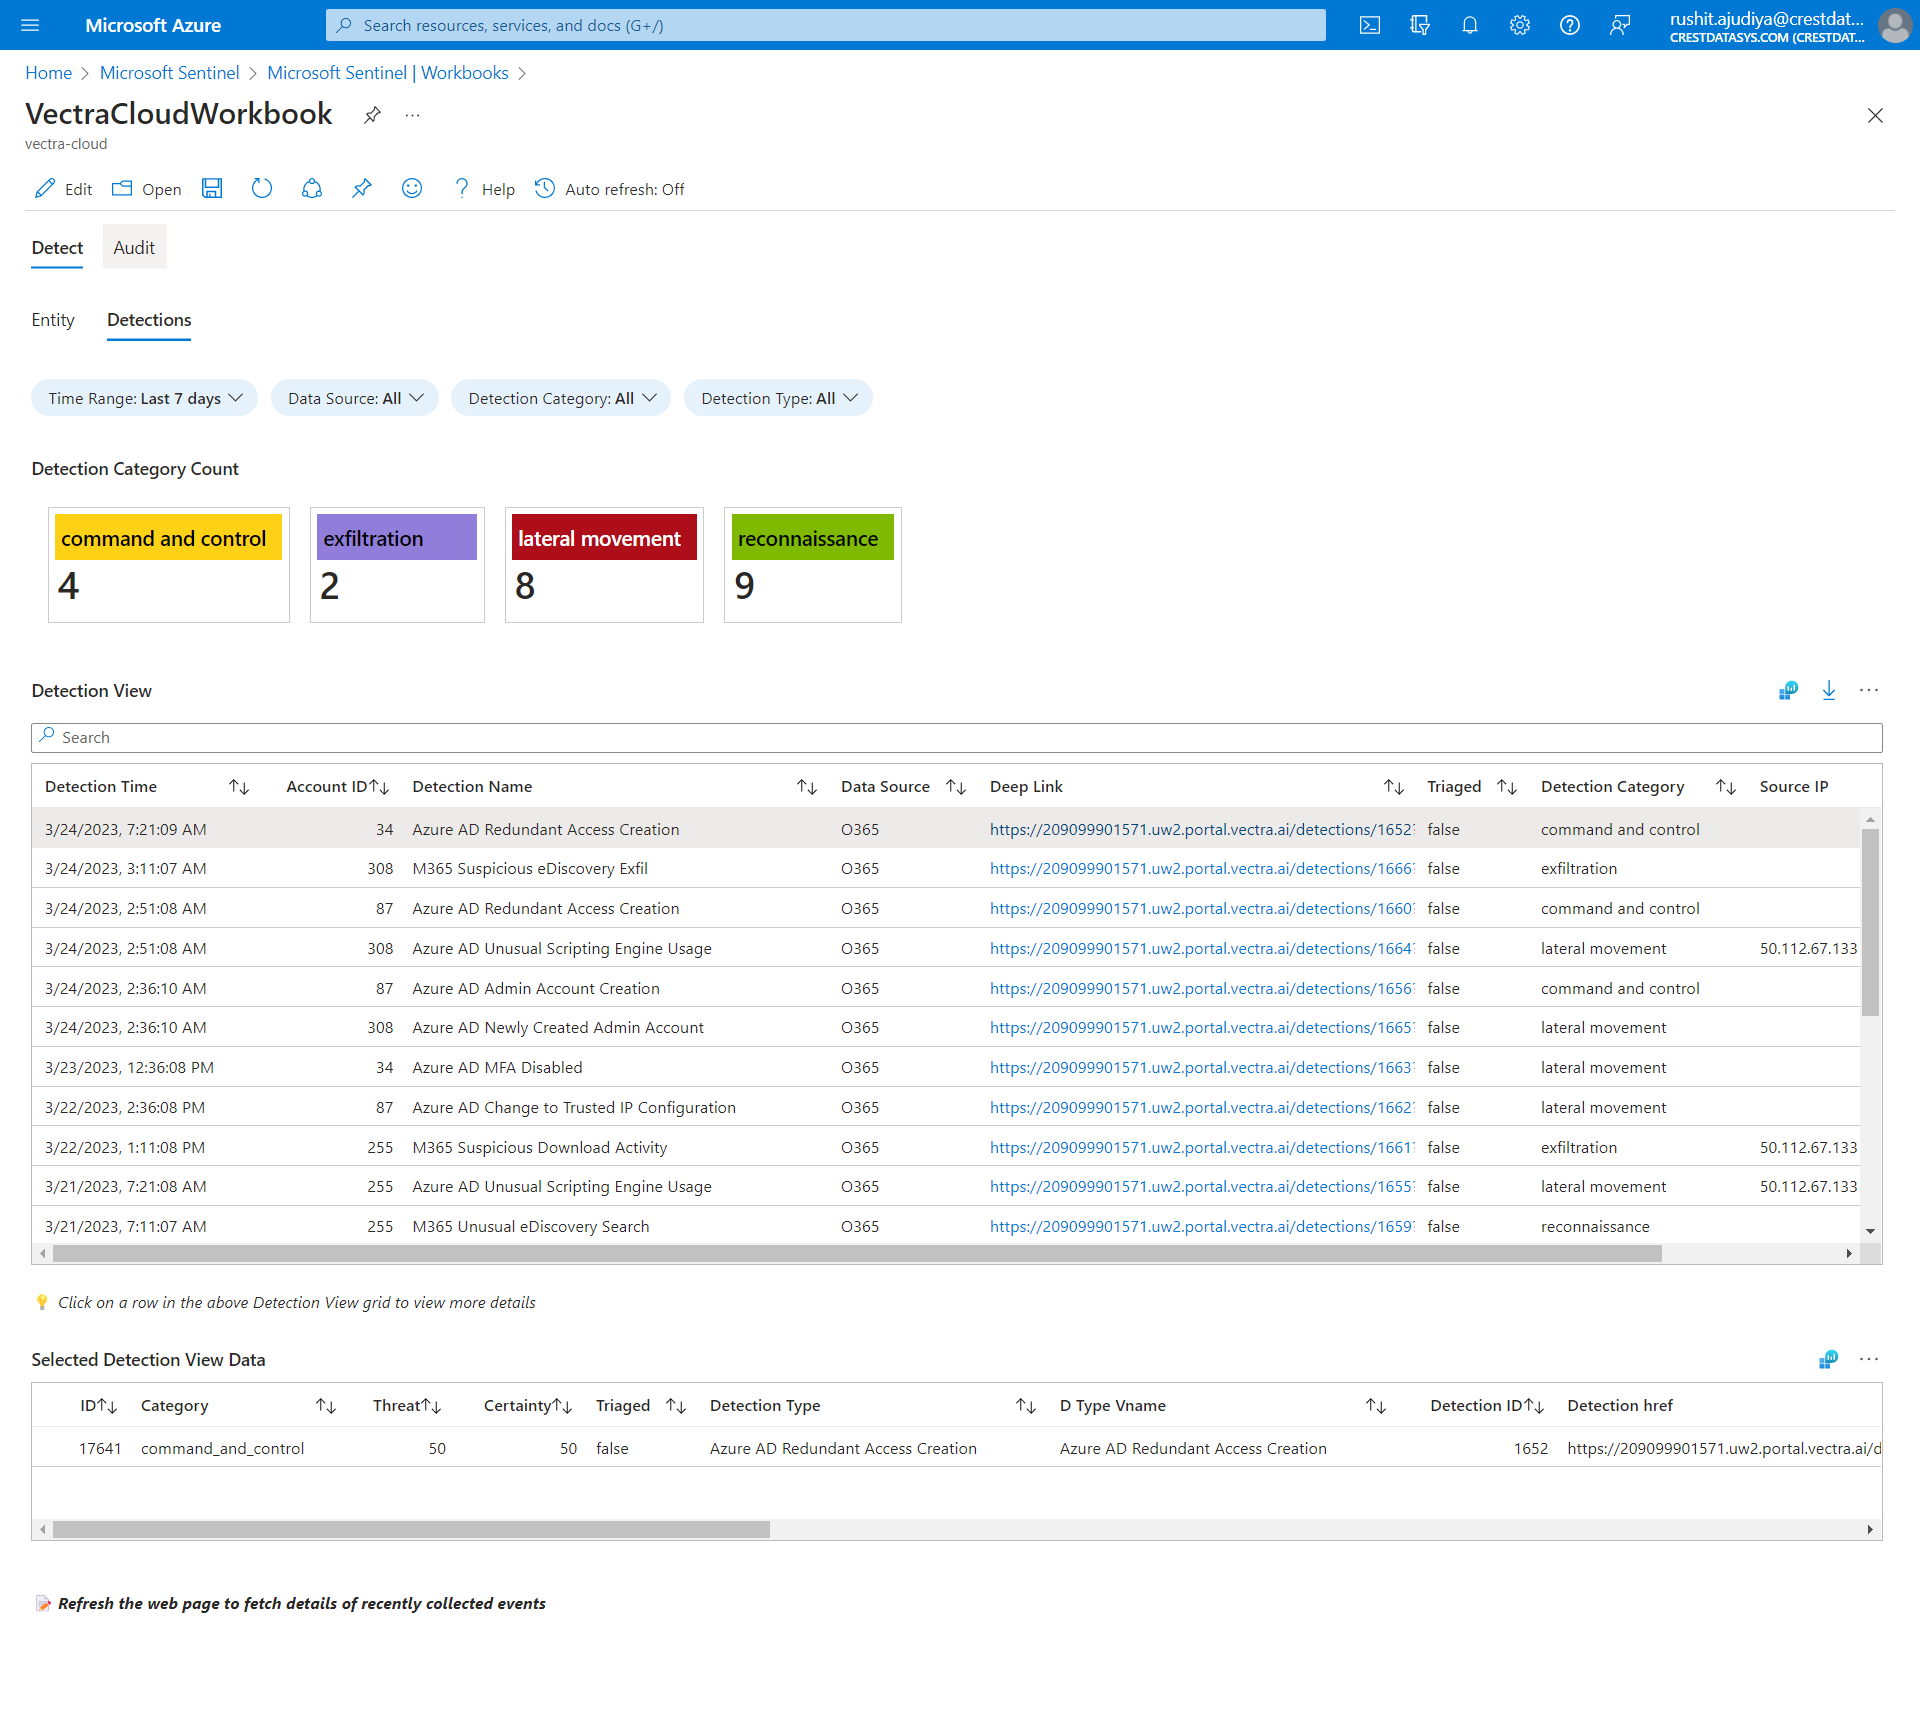 Microsoft Azure
Search resources, services, and docs (G+/)
rushit.ajudiya@crestdat...
CRESTDATASYS.COM (CRESTDAT...
Home > Microsoft Sentinel > Microsoft Sentinel | Workbooks >
VectraCloudWorkbook
vectra-cloud
Edit Open Help Auto refresh: Off
Detect Audit
Entity Detections
Time Range: Last 7 days Data Source: All Detection Category: All Detection Type: All
Detection Category Count
command and control exfiltration lateral movement reconnaissance
4 2 8 9
Detection View
Search
Detection Time Account ID Detection Name Data Source Deep Link Triaged Detection Category Source IP
3/24/2023, 7:21:09 AM 34 Azure AD Redundant Access Creation O365 https://209099901571.uw2.portal.vectra.ai/detections/1652? false command and control
3/24/2023, 3:11:07 AM 308 M365 Suspicious eDiscovery Exfil O365 https://209099901571.uw2.portal.vectra.ai/detections/1666? false exfiltration
3/24/2023, 2:51:08 AM 87 Azure AD Redundant Access Creation O365 https://209099901571.uw2.portal.vectra.ai/detections/1660? false command and control
3/24/2023, 2:51:08 AM 308 Azure AD Unusual Scripting Engine Usage O365 https://209099901571.uw2.portal.vectra.ai/detections/1664? false lateral movement 50.112.67.133
3/24/2023, 2:36:10 AM 87 Azure AD Admin Account Creation O365 https://209099901571.uw2.portal.vectra.ai/detections/1656? false command and control
3/24/2023, 2:36:10 AM 308 Azure AD Newly Created Admin Account O365 https://209099901571.uw2.portal.vectra.ai/detections/1665? false lateral movement
3/23/2023, 12:36:08 PM 34 Azure AD MFA Disabled O365 https://209099901571.uw2.portal.vectra.ai/detections/1663? false lateral movement
3/22/2023, 2:36:08 PM 87 Azure AD Change to Trusted IP Configuration O365 https://209099901571.uw2.portal.vectra.ai/detections/1662? false lateral movement
3/22/2023, 1:11:08 PM 255 M365 Suspicious Download Activity O365 https://209099901571.uw2.portal.vectra.ai/detections/1661? false exfiltration 50.112.67.133
3/21/2023, 7:21:08 AM 255 Azure AD Unusual Scripting Engine Usage O365 https://209099901571.uw2.portal.vectra.ai/detections/1655? false lateral movement 50.112.67.133
3/21/2023, 7:11:07 AM 255 M365 Unusual eDiscovery Search O365 https://209099901571.uw2.portal.vectra.ai/detections/1659? false reconnaissance
Click on a row in the above Detection View grid to view more details
Selected Detection View Data
ID Category Threat Certainty Triaged Detection Type D Type Vname Detection ID Detection href
17641 command_and_control 50 50 false Azure AD Redundant Access Creation Azure AD Redundant Access Creation 1652 https://209099901571.uw2.portal.vectra.ai/d
Refresh the web page to fetch details of recently collected events